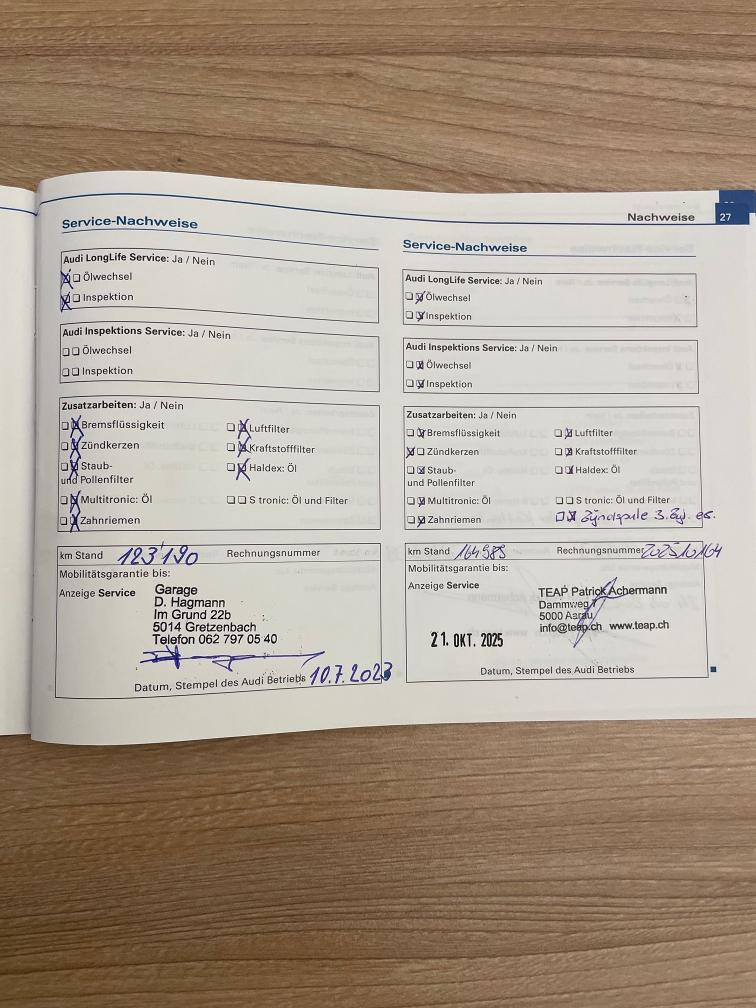 Nachweise 27
Service-Nachweise
Audi LongLife Service: Ja / Nein
Ölwechsel
Inspektion
Audi Inspektions Service: Ja / Nein
Ölwechsel
Inspektion
Zusatzarbeiten: Ja / Nein
Bremsflüssigkeit
Luftfilter
Zündkerzen
Kraftstofffilter
Staub-
und Pollenfilter
Haldex: Öl
Multitronic: Öl
S tronic: Öl und Filter
Zahnriemen
km Stand 123'190 Rechnungsnummer
Mobilitätsgarantie bis:
Anzeige Service
Garage
D. Hagmann
Im Grund 22b
5014 Gretzenbach
Telefon 062 797 05 40
Datum, Stempel des Audi Betriebs 10.7.2023
Service-Nachweise
Audi LongLife Service: Ja / Nein
Ölwechsel
Inspektion
Audi Inspektions Service: Ja / Nein
Ölwechsel
Inspektion
Zusatzarbeiten: Ja / Nein
Bremsflüssigkeit
Luftfilter
Zündkerzen
Kraftstofffilter
Staub-
und Pollenfilter
Haldex: Öl
Multitronic: Öl
S tronic: Öl und Filter
Zahnriemen
3. Zyl.
km Stand 164989 Rechnungsnummer 202510164
Mobilitätsgarantie bis:
Anzeige Service
TEAP Patrick Achermann
Dammweg
5000 Aarau
info@teap.ch www.teap.ch
21. OKT. 2025
Datum, Stempel des Audi Betriebs